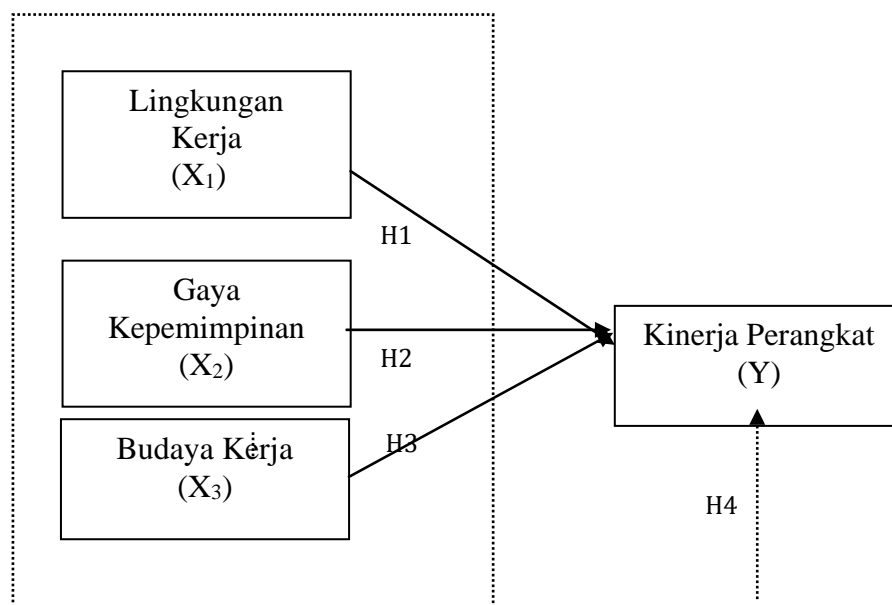 Lingkungan
Kerja
(X₁)
H1
Gaya
Kepemimpinan
(X₂)
H2
Kinerja Perangkat
(Y)
Budaya Kerja
(X₃)
H3
H4